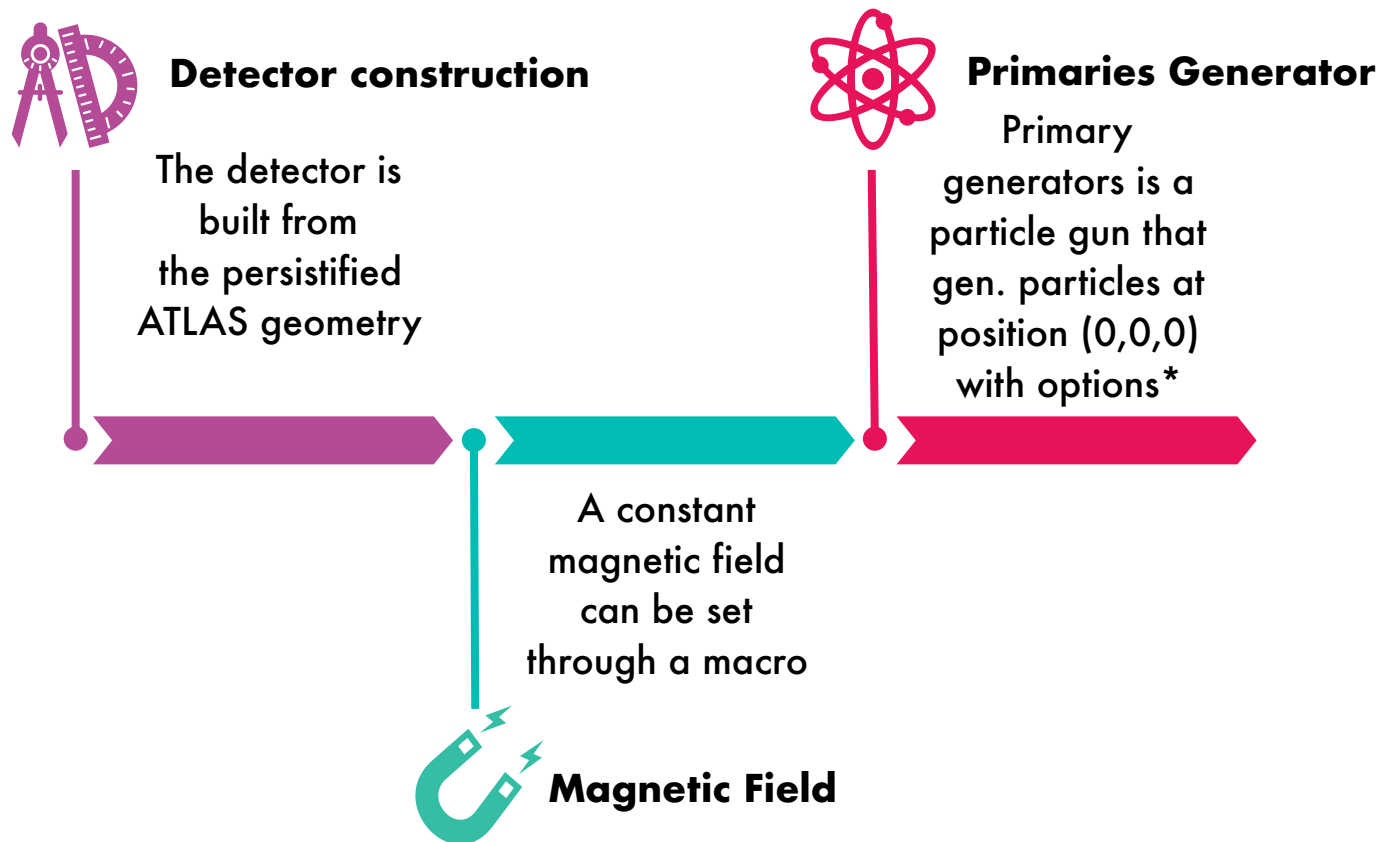 Detector construction
The detector is
built from
the persistified
ATLAS geometry
A constant
magnetic field
can be set
through a macro
Magnetic Field
Primaries Generator
Primary
generators is a
particle gun that
gen. particles at
position (0,0,0)
with options*